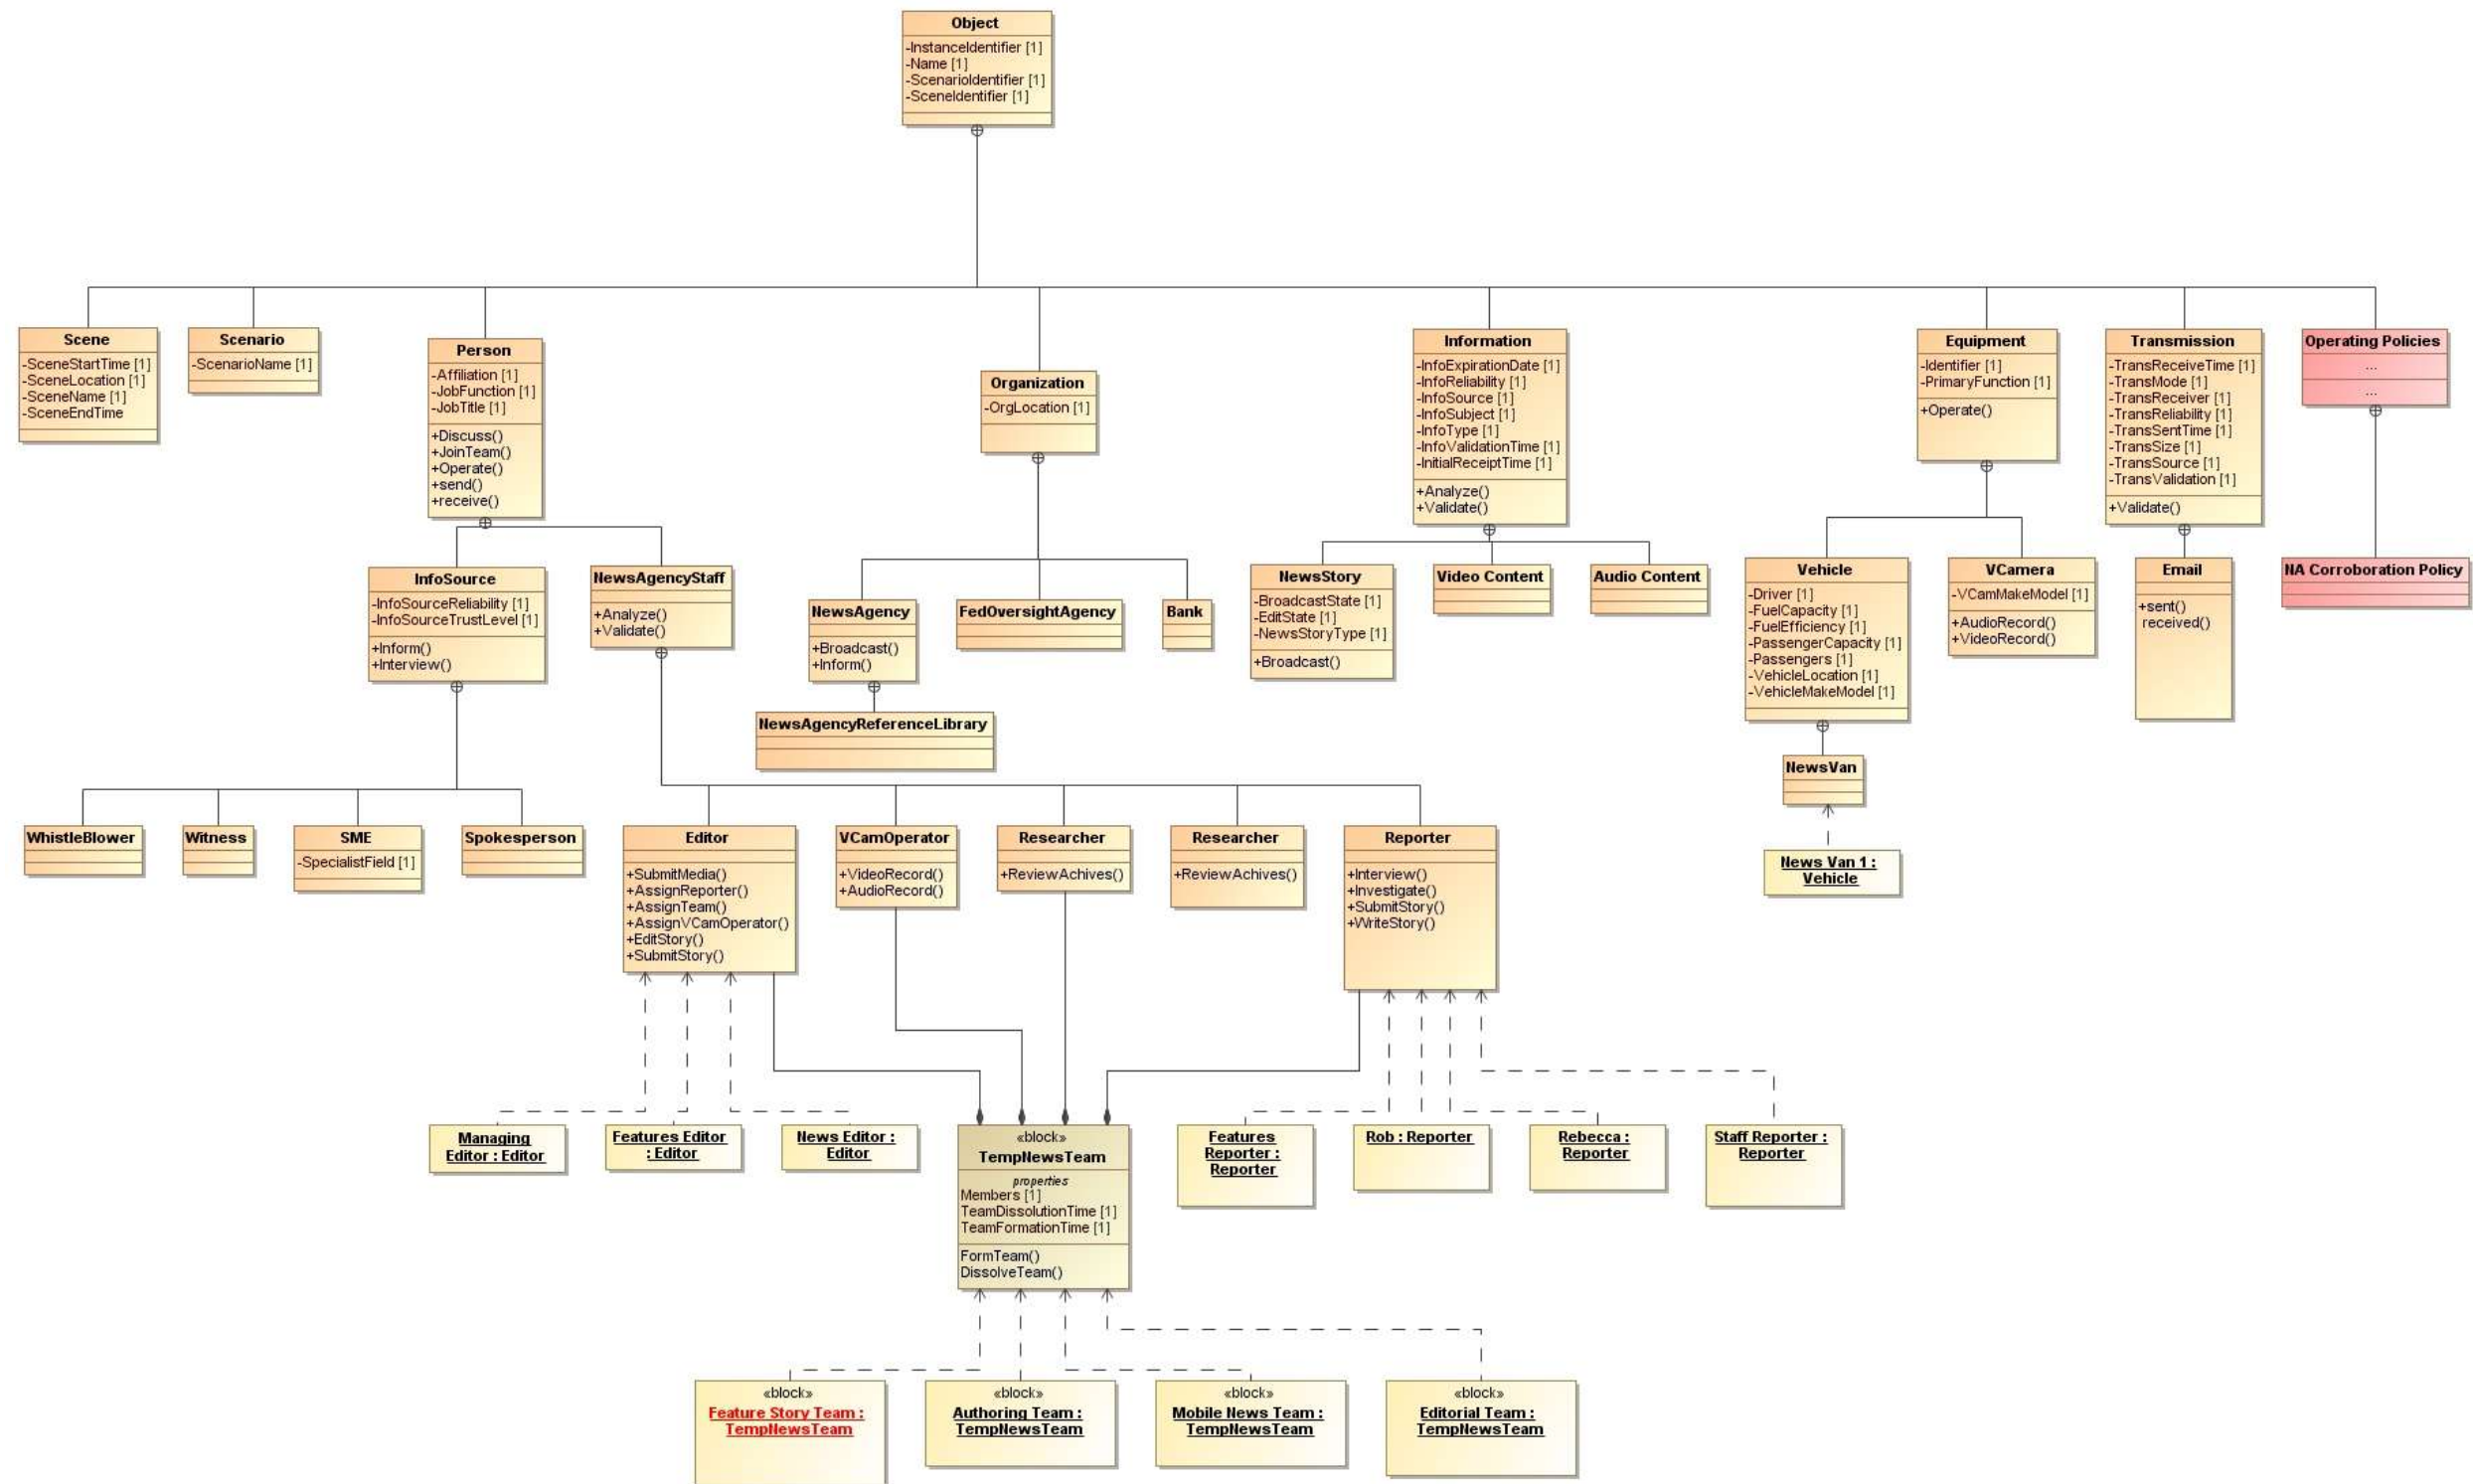 Object
-InstanceIdentifier [1]
-Name [1]
-ScenarioIdentifier [1]
-SceneIdentifier [1]
Scene
-SceneStartTime [1]
-SceneLocation [1]
-SceneName [1]
-SceneEndTime
Scenario
-ScenarioName [1]
Person
-Affiliation [1]
-JobFunction [1]
-JobTitle [1]
+Discuss()
+JoinTeam()
+Operate()
+send()
+receive()
Organization
-OrgLocation [1]
Information
-InfoExpirationDate [1]
-InfoReliability [1]
-InfoSource [1]
-InfoSubject [1]
-InfoType [1]
-InfoValidationTime [1]
-InitialReceiptTime [1]
+Analyze()
+Validate()
Equipment
-Identifier [1]
-PrimaryFunction [1]
+Operate()
Transmission
-TransReceiveTime [1]
-TransMode [1]
-TransReceiver [1]
-TransReliability [1]
-TransSentTime [1]
-TransSize [1]
-TransSource [1]
-TransValidation [1]
+Validate()
Operating Policies
...
...
InfoSource
-InfoSourceReliability [1]
-InfoSourceTrustLevel [1]
+Inform()
+Interview()
NewsAgencyStaff
+Analyze()
+Validate()
NewsAgency
+Broadcast()
+Inform()
FedOversightAgency
Bank
NewsStory
-BroadcastState [1]
-EditState [1]
-NewsStoryType [1]
+Broadcast()
Video Content
Audio Content
Vehicle
-Driver [1]
-FuelCapacity [1]
-FuelEfficiency [1]
-PassengerCapacity [1]
-Passengers [1]
-VehicleLocation [1]
-VehicleMakeModel [1]
VCamera
-VCamMakeModel [1]
+AudioRecord()
+VideoRecord()
Email
+sent()
received()
NA Corroboration Policy
NewsAgencyReferenceLibrary
NewsVan
News Van 1 :
Vehicle
WhistleBlower
Witness
SME
-SpecialistField [1]
Spokesperson
Editor
+SubmitMedia()
+AssignReporter()
+AssignTeam()
+AssignVCamOperator()
+EditStory()
+SubmitStory()
VCamOperator
+VideoRecord()
+AudioRecord()
Researcher
+ReviewAchives()
Researcher
+ReviewAchives()
Reporter
+Interview()
+Investigate()
+SubmitStory()
+WriteStory()
Managing
Editor : Editor
Features Editor
: Editor
News Editor :
Editor
«block»
TempNewsTeam
properties
Members [1]
TeamDissolutionTime [1]
TeamFormationTime [1]
FormTeam()
DissolveTeam()
Features
Reporter :
Reporter
Rob : Reporter
Rebecca :
Reporter
Staff Reporter :
Reporter
«block»
Feature Story Team :
TempNewsTeam
«block»
Authoring Team :
TempNewsTeam
«block»
Mobile News Team :
TempNewsTeam
«block»
Editorial Team :
TempNewsTeam